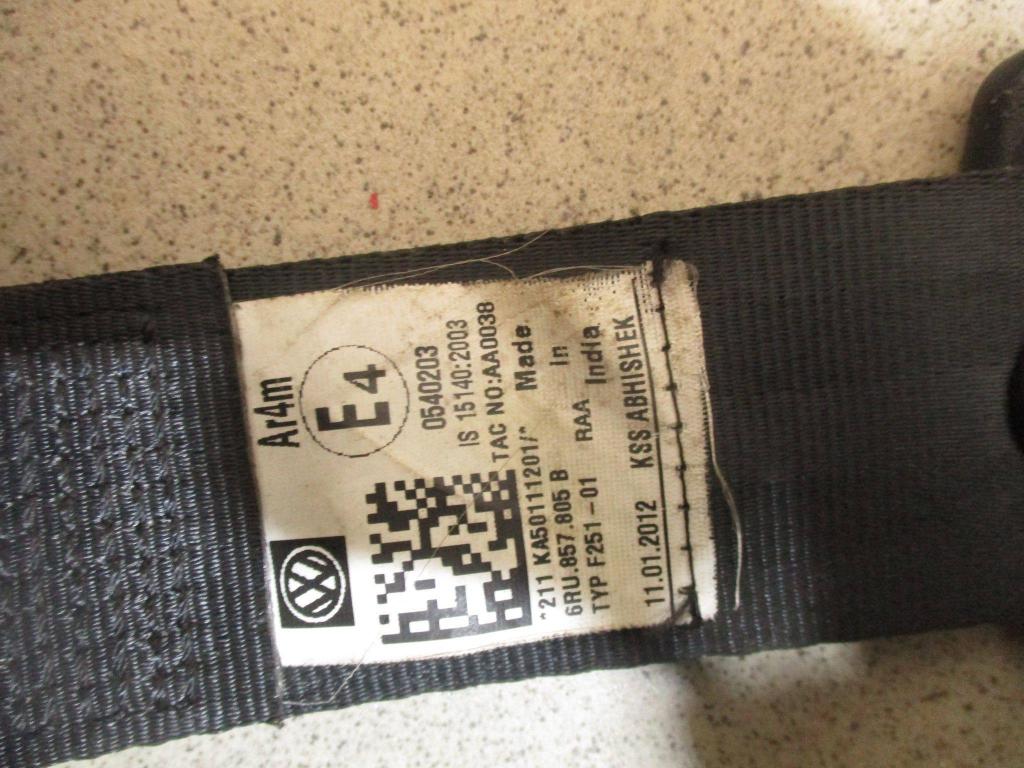 Ar4m
E4
0540203
IS 15140:2003
TAC NO:AA0038
*211 KA50111201/* Made
6RU.857.805 B in
TYP F251-01 RAA India
11.01.2012 KSS ABHISHEK